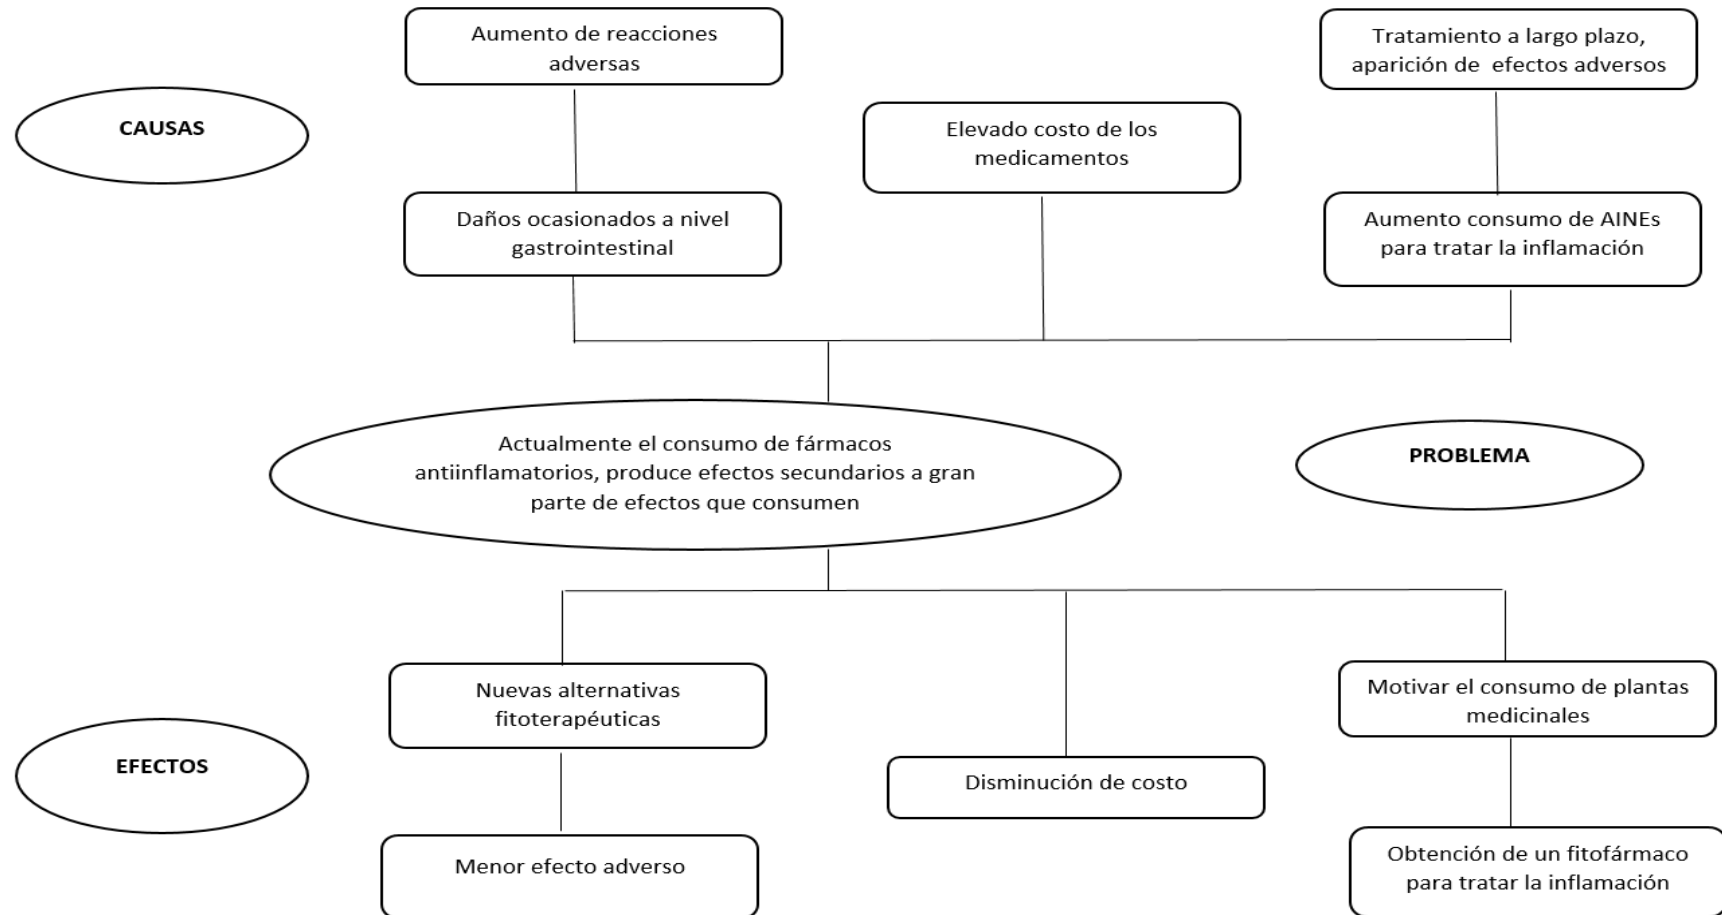 Aumento de reacciones
adversas
Tratamiento a largo plazo,
aparición de efectos adversos
CAUSAS
Elevado costo de los
medicamentos
Daños ocasionados a nivel
gastrointestinal
Aumento consumo de AINEs
para tratar la inflamación
Actualmente el consumo de fármacos
antiinflamatorios, produce efectos secundarios a gran
parte de efectos que consumen
PROBLEMA
Nuevas alternativas
fitoterapéuticas
Motivar el consumo de plantas
medicinales
EFECTOS
Disminución de costo
Menor efecto adverso
Obtención de un fitofármaco
para tratar la inflamación